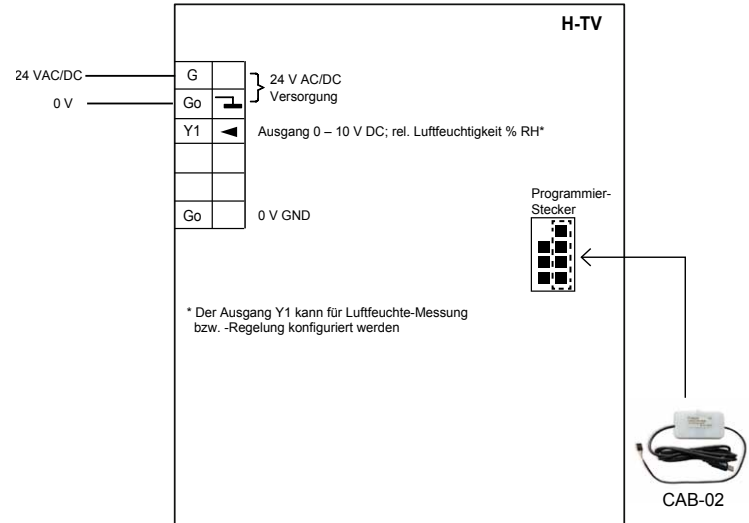 H-TV
24 VAC/DC
G
24 V AC/DC
0 V
Go
Versorgung
Y1
Ausgang 0 – 10 V DC; rel. Luftfeuchtigkeit % RH*
Programmier-
Stecker
Go
0 V GND
* Der Ausgang Y1 kann für Luftfeuchte-Messung
bzw. -Regelung konfiguriert werden
CAB-02